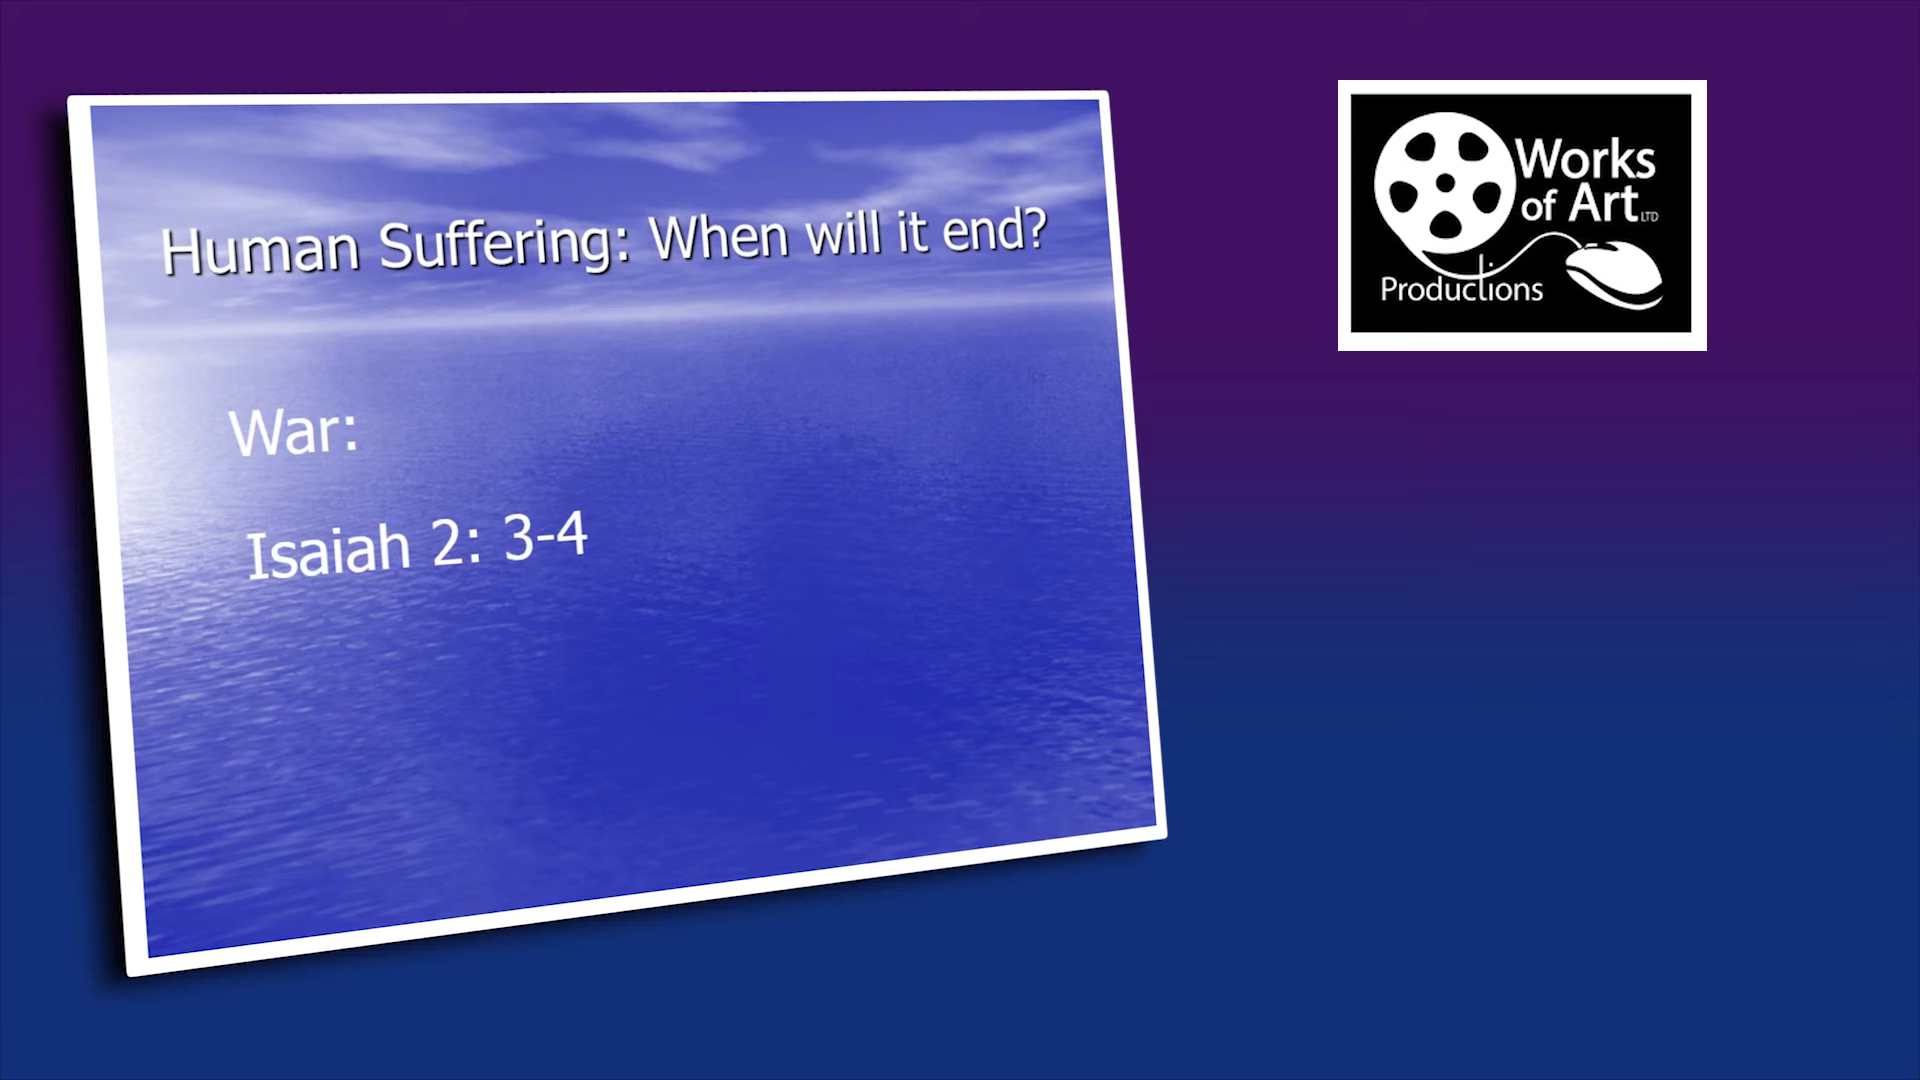 Human Suffering: When will it end?
War:
Isaiah 2: 3-4
Works
of Art LTD
Productions